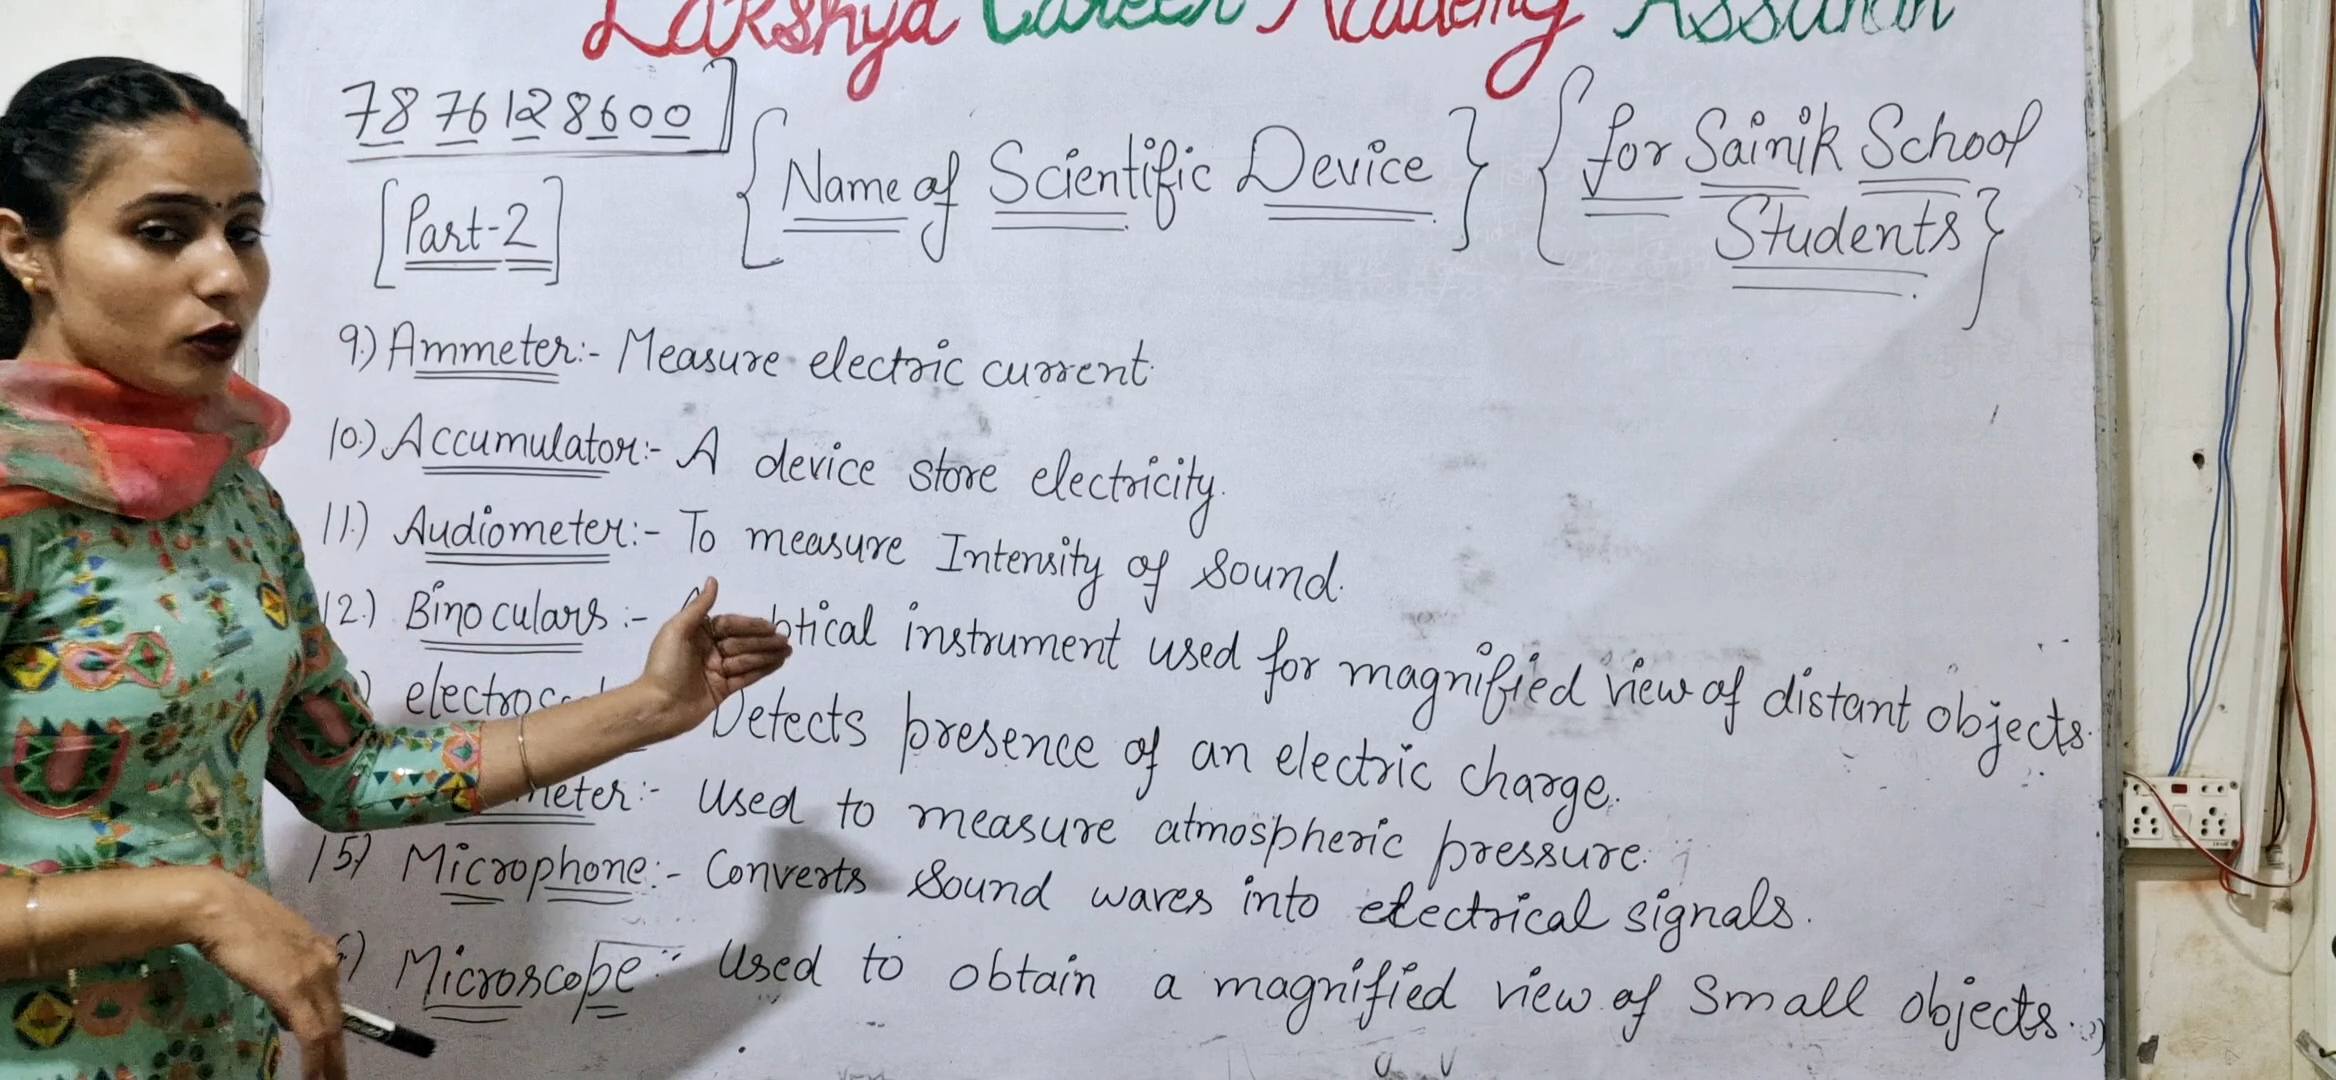 Lakshya Career Academy Assuhan
7876128600]
[Part-2]
{Name of Scientific Device} {for Sainik School
Students}
9.) Ammeter:- Measure electric current.
10.) Accumulator:- A device store electricity.
11.) Audiometer:- To measure Intensity of Sound.
12.) Binoculars:- optical instrument used for magnified view of distant objects.
Detects presence of an electric charge.
meter:- Used to measure atmospheric pressure.
15) Microphone:- Converts Sound waves into electrical signals.
Microscope:- Used to obtain a magnified view of Small objects.